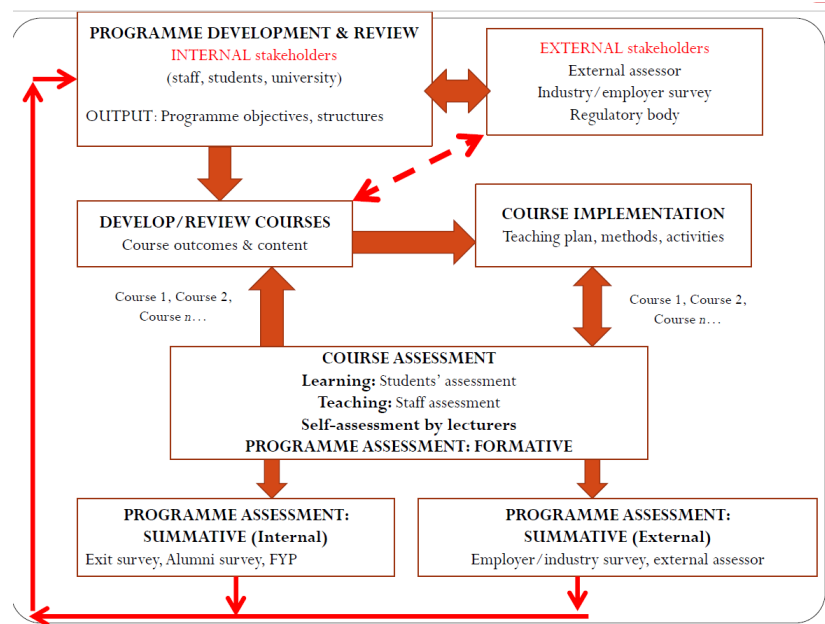 PROGRAMME DEVELOPMENT & REVIEW
INTERNAL stakeholders
(staff, students, university)
OUTPUT: Programme objectives, structures
EXTERNAL stakeholders
External assessor
Industry/employer survey
Regulatory body
DEVELOP/REVIEW COURSES
Course outcomes & content
COURSE IMPLEMENTATION
Teaching plan, methods, activities
Course 1, Course 2,
Course n…
Course 1, Course 2,
Course n…
COURSE ASSESSMENT
Learning: Students' assessment
Teaching: Staff assessment
Self-assessment by lecturers
PROGRAMME ASSESSMENT: FORMATIVE
PROGRAMME ASSESSMENT:
SUMMATIVE (Internal)
Exit survey, Alumni survey, FYP
PROGRAMME ASSESSMENT:
SUMMATIVE (External)
Employer/industry survey, external assessor